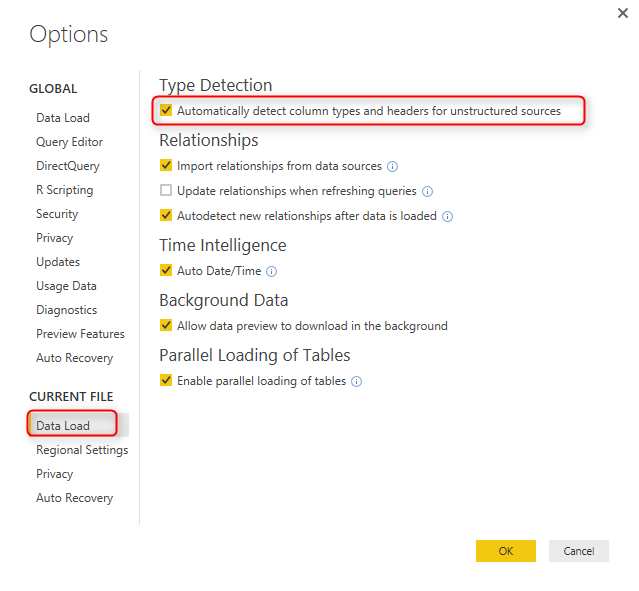 Options
GLOBAL
Data Load
Query Editor
DirectQuery
R Scripting
Security
Privacy
Updates
Usage Data
Diagnostics
Preview Features
Auto Recovery
CURRENT FILE
Data Load
Regional Settings
Privacy
Auto Recovery
Type Detection
Automatically detect column types and headers for unstructured sources
Relationships
Import relationships from data sources
Update relationships when refreshing queries
Autodetect new relationships after data is loaded
Time Intelligence
Auto Date/Time
Background Data
Allow data preview to download in the background
Parallel Loading of Tables
Enable parallel loading of tables
OK
Cancel